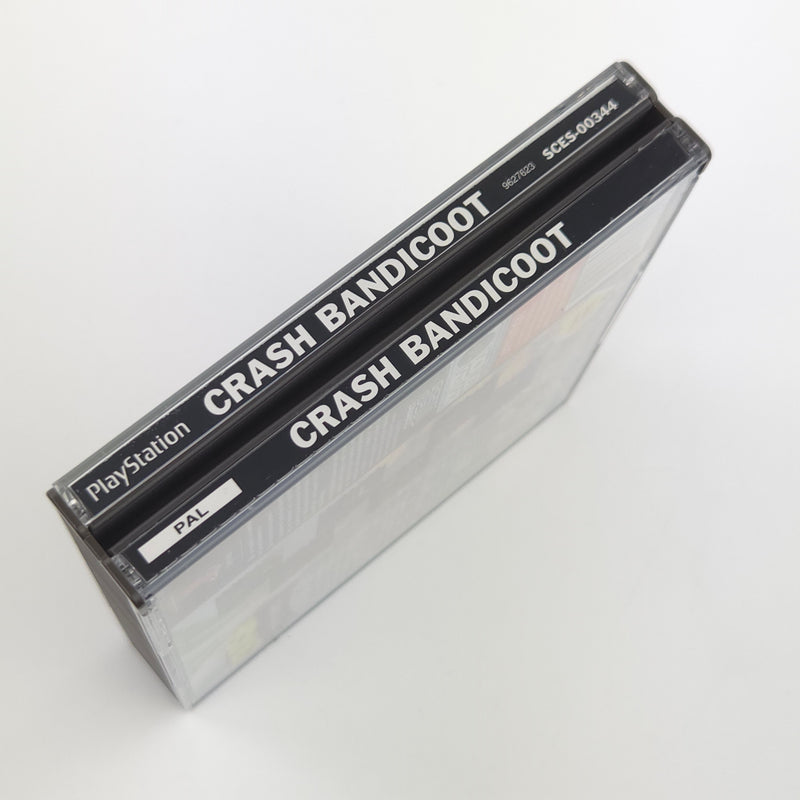 PlayStation CRASH BANDICOOT 9627623 SCES-00344
PAL CRASH BANDICOOT